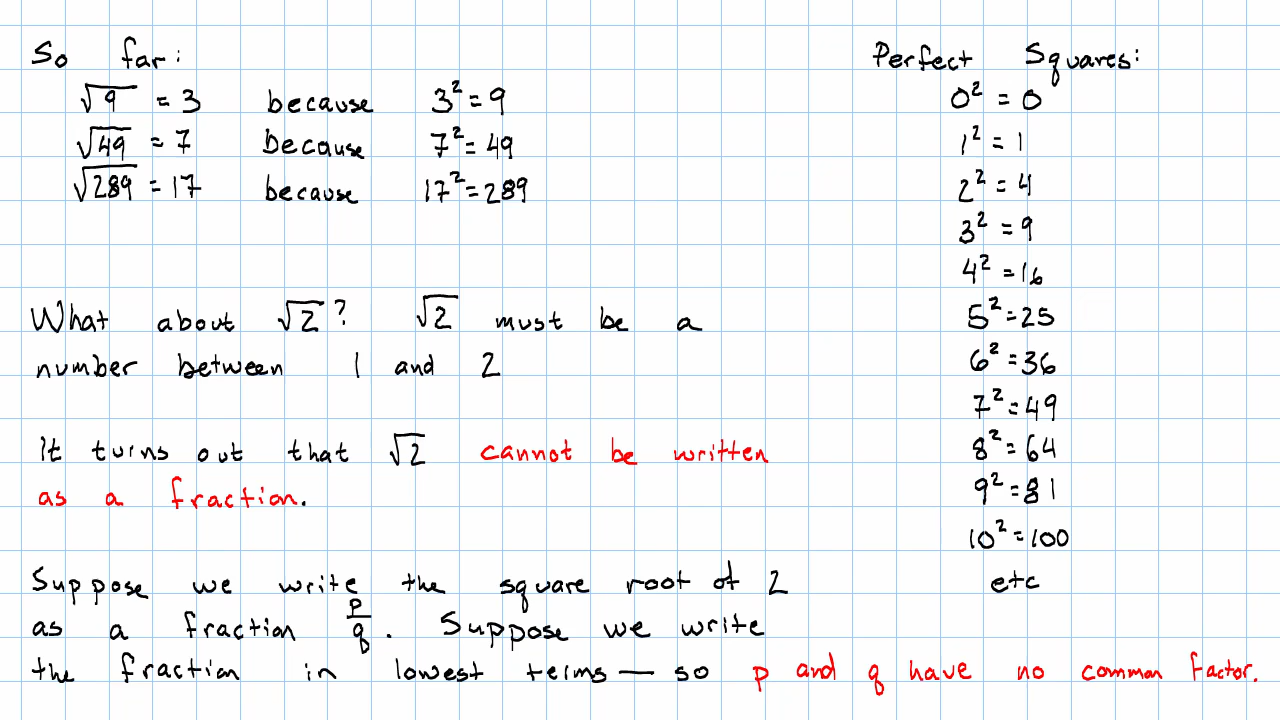 So far:
√9 = 3 because 3² = 9
√49 = 7 because 7² = 49
√289 = 17 because 17² = 289
What about √2? √2 must be a
number between 1 and 2
It turns out that √2 cannot be written
as a fraction.
Suppose we write the square root of 2
as a fraction p/q. Suppose we write
the fraction in lowest terms — so p and q have no common factor.
Perfect Squares:
0² = 0
1² = 1
2² = 4
3² = 9
4² = 16
5² = 25
6² = 36
7² = 49
8² = 64
9² = 81
10² = 100
etc